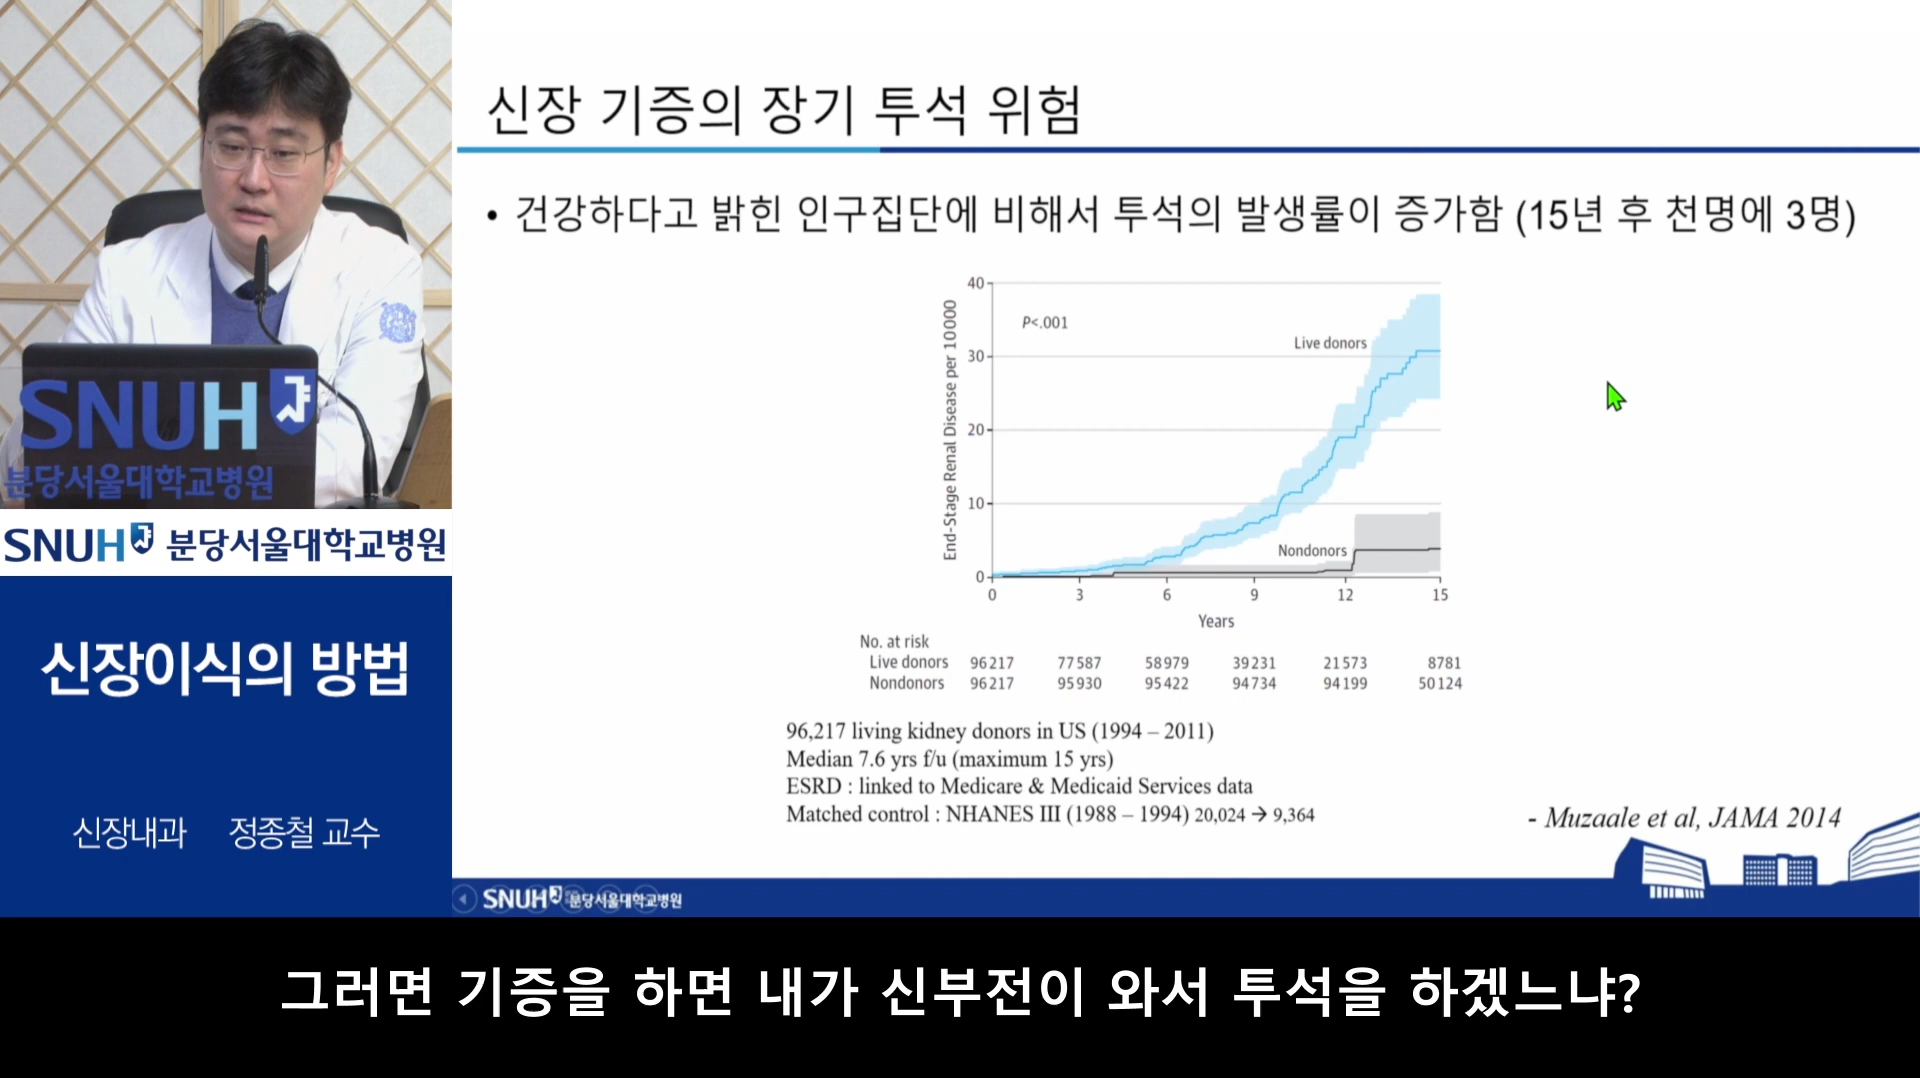 SNUH
분당서울대학교병원
SNUH 분당서울대학교병원
신장이식의 방법
신장내과 정종철 교수
신장 기증의 장기 투석 위험
• 건강하다고 밝힌 인구집단에 비해서 투석의 발생률이 증가함 (15년 후 천명에 3명)
End-Stage Renal Disease per 10000
40
30
20
10
0
P<.001
Live donors
Nondonors
0 3 6 9 12 15
Years
No. at risk
Live donors 96217 77587 58979 39231 21573 8781
Nondonors 96217 95930 95422 94734 94199 50124
96,217 living kidney donors in US (1994 – 2011)
Median 7.6 yrs f/u (maximum 15 yrs)
ESRD : linked to Medicare & Medicaid Services data
Matched control : NHANES III (1988 – 1994) 20,024 → 9,364
- Muzaale et al, JAMA 2014
SNUH 분당서울대학교병원
그러면 기증을 하면 내가 신부전이 와서 투석을 하겠느냐?